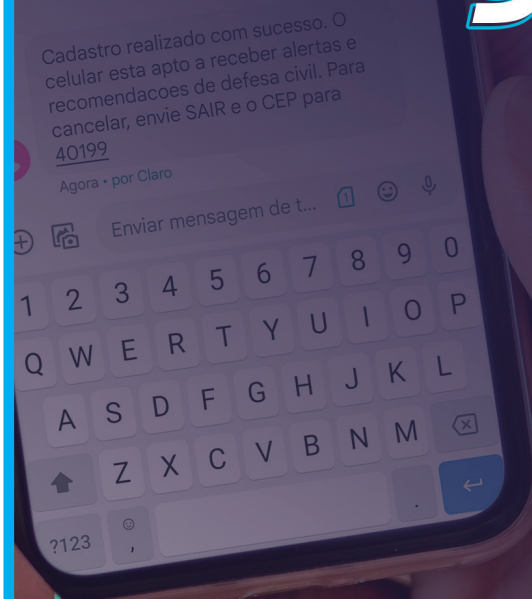 Cadastro realizado com sucesso. O
celular esta apto a receber alertas e
recomendacoes de defesa civil. Para
cancelar, envie SAIR e o CEP para
40199
Agora • por Claro
Enviar mensagem de t...
1
1 2 3 4 5 6 7 8 9 0
Q W E R T Y U I O P
A S D F G H J K L
Z X C V B N M
?123 , .